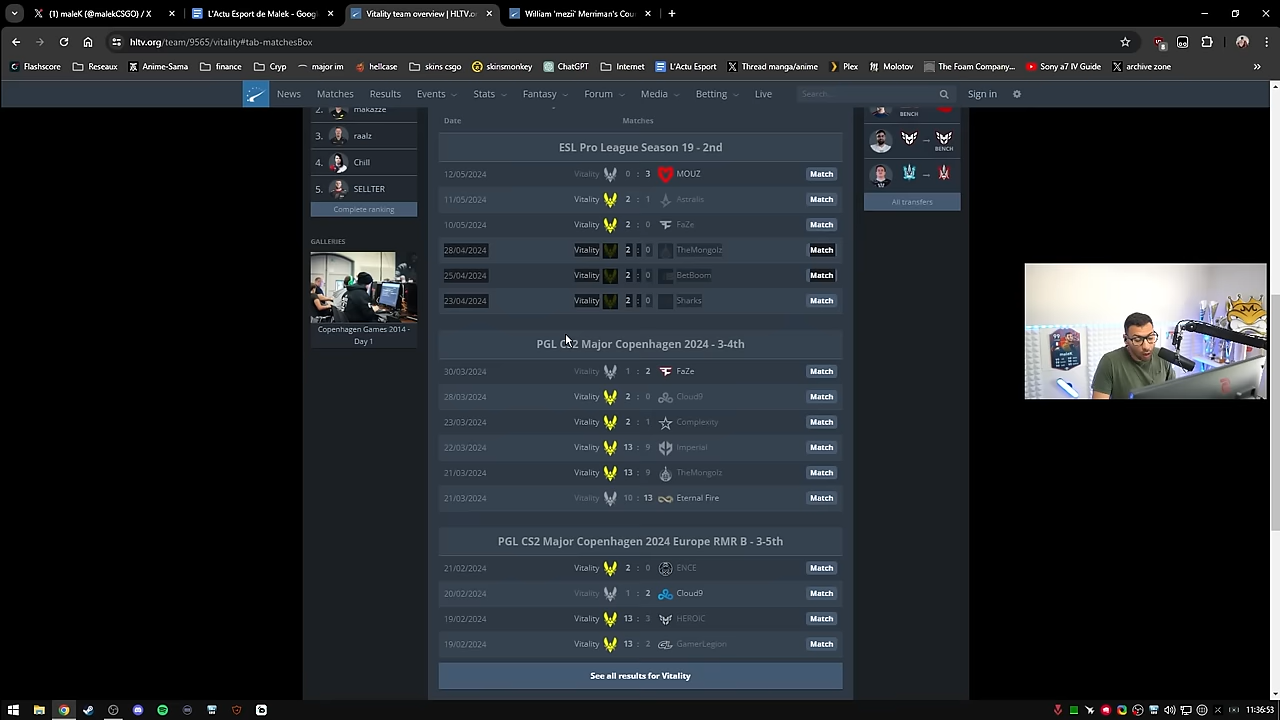 (1) maleK (@malekCSGO) / X
L'Actu Esport de Malek - Goog
Vitality team overview | HLTV.o
William 'mezii' Merriman's Cou
hltv.org/team/9565/vitality#tab-matchesBox
Flashscore
Reseaux
Anime-Sama
finance
Cryp
major im
hellcase
skins csgo
skinsmonkey
ChatGPT
Internet
L'Actu Esport
Thread manga/anime
Plex
Molotov
The Foam Company...
Sony a7 IV Guide
archive zone
News
Matches
Results
Events
Stats
Fantasy
Forum
Media
Betting
Live
Search...
Sign in
2. makazze
3. raalz
4. Chill
5. SELLTER
Complete ranking
GALLERIES
Copenhagen Games 2014 -
Day 1
Date Matches
ESL Pro League Season 19 - 2nd
12/05/2024 Vitality 0 : 3 MOUZ Match
11/05/2024 Vitality 2 : 1 Astralis Match
10/05/2024 Vitality 2 : 0 FaZe Match
28/04/2024 Vitality 2 : 0 TheMongolz Match
25/04/2024 Vitality 2 : 0 BetBoom Match
23/04/2024 Vitality 2 : 0 Sharks Match
PGL CS2 Major Copenhagen 2024 - 3-4th
30/03/2024 Vitality 1 : 2 FaZe Match
28/03/2024 Vitality 2 : 0 Cloud9 Match
23/03/2024 Vitality 2 : 1 Complexity Match
22/03/2024 Vitality 13 : 9 Imperial Match
21/03/2024 Vitality 13 : 9 TheMongolz Match
21/03/2024 Vitality 10 : 13 Eternal Fire Match
PGL CS2 Major Copenhagen 2024 Europe RMR B - 3-5th
21/02/2024 Vitality 2 : 0 ENCE Match
20/02/2024 Vitality 1 : 2 Cloud9 Match
19/02/2024 Vitality 13 : 3 HEROIC Match
19/02/2024 Vitality 13 : 2 GamerLegion Match
See all results for Vitality
BENCH
BENCH
All transfers
11:36:53